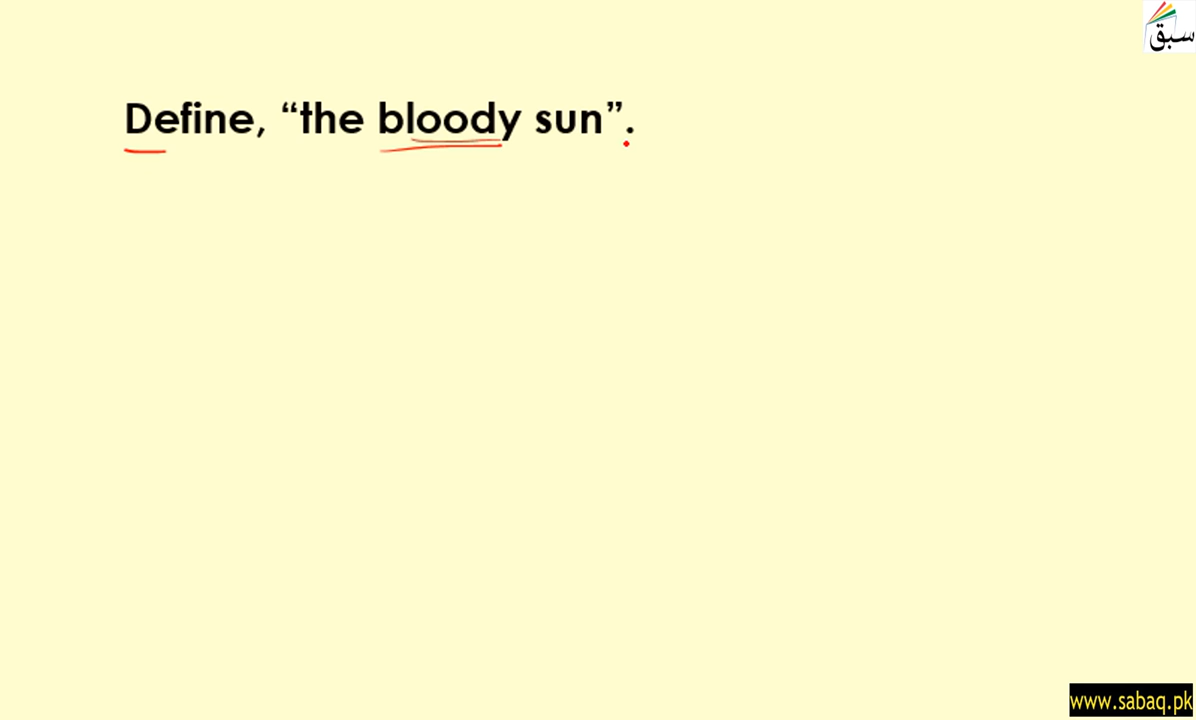 سبق
Define, “the bloody sun”.
www.sabaq.pk